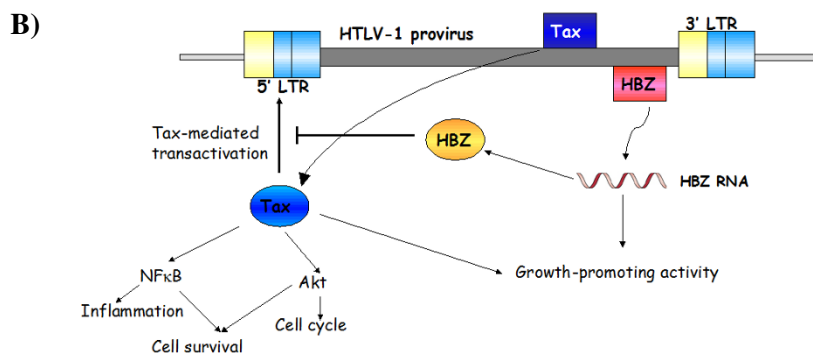 B)
HTLV-1 provirus
Tax
3' LTR
5' LTR
HBZ
Tax-mediated
transactivation
HBZ
HBZ RNA
Tax
NFκB
Akt
Growth-promoting activity
Inflammation
Cell cycle
Cell survival